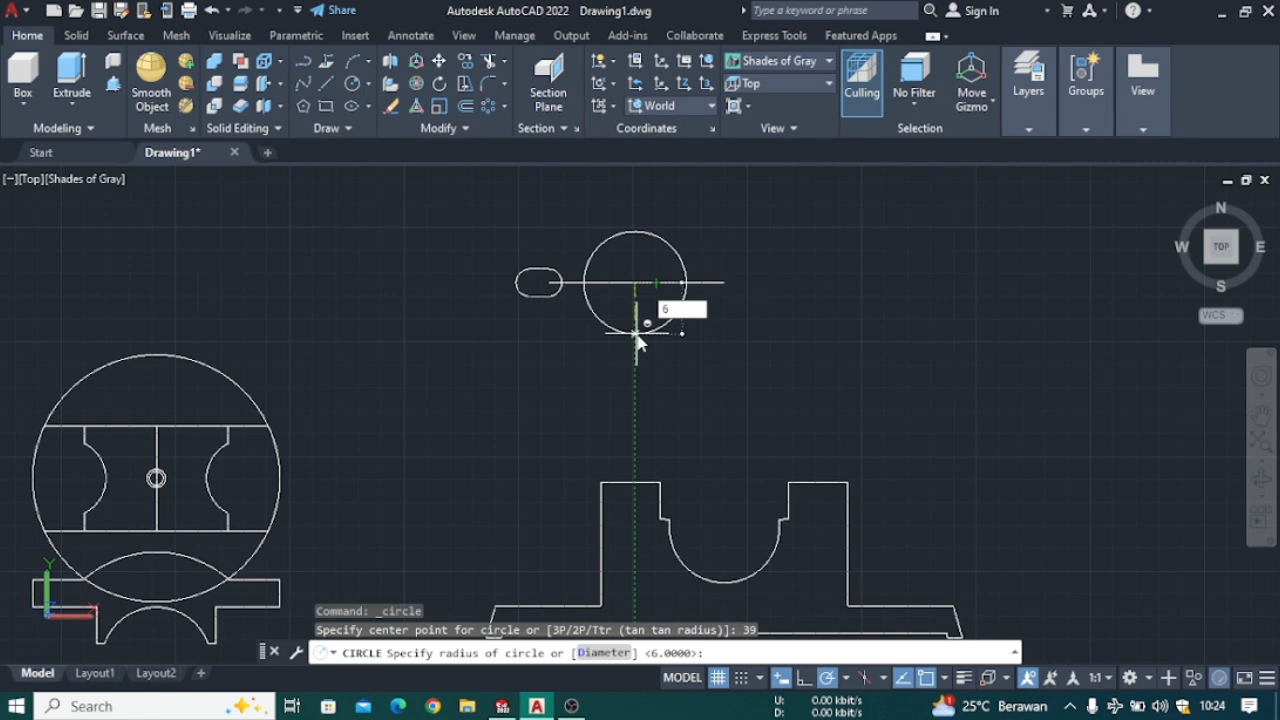 Share
Autodesk AutoCAD 2022 Drawing1.dwg
Type a keyword or phrase
Sign In
Home Solid Surface Mesh Visualize Parametric Insert Annotate View Manage Output Add-ins Collaborate Express Tools Featured Apps
Shades of Gray
Top
World
Box Extrude
Smooth Object
Section Plane
Culling No Filter
Move Gizmo
Layers Groups View
Modeling Mesh Solid Editing Draw Modify Section Coordinates View Selection
Start Drawing1*
[−][Top][Shades of Gray]
N
W TOP E
S
WCS
6
Y
X
Command: _circle
Specify center point for circle or [3P/2P/Ttr (tan tan radius)]: 39
CIRCLE Specify radius of circle or [Diameter] <6.0000>:
Model Layout1 Layout2 +
MODEL 1:1
Search
U: 0.00 kbit/s
D: 0.00 kbit/s
25°C Berawan 10:24